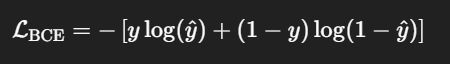 ℒ_BCE = − [y log(ŷ) + (1 − y) log(1 − ŷ)]